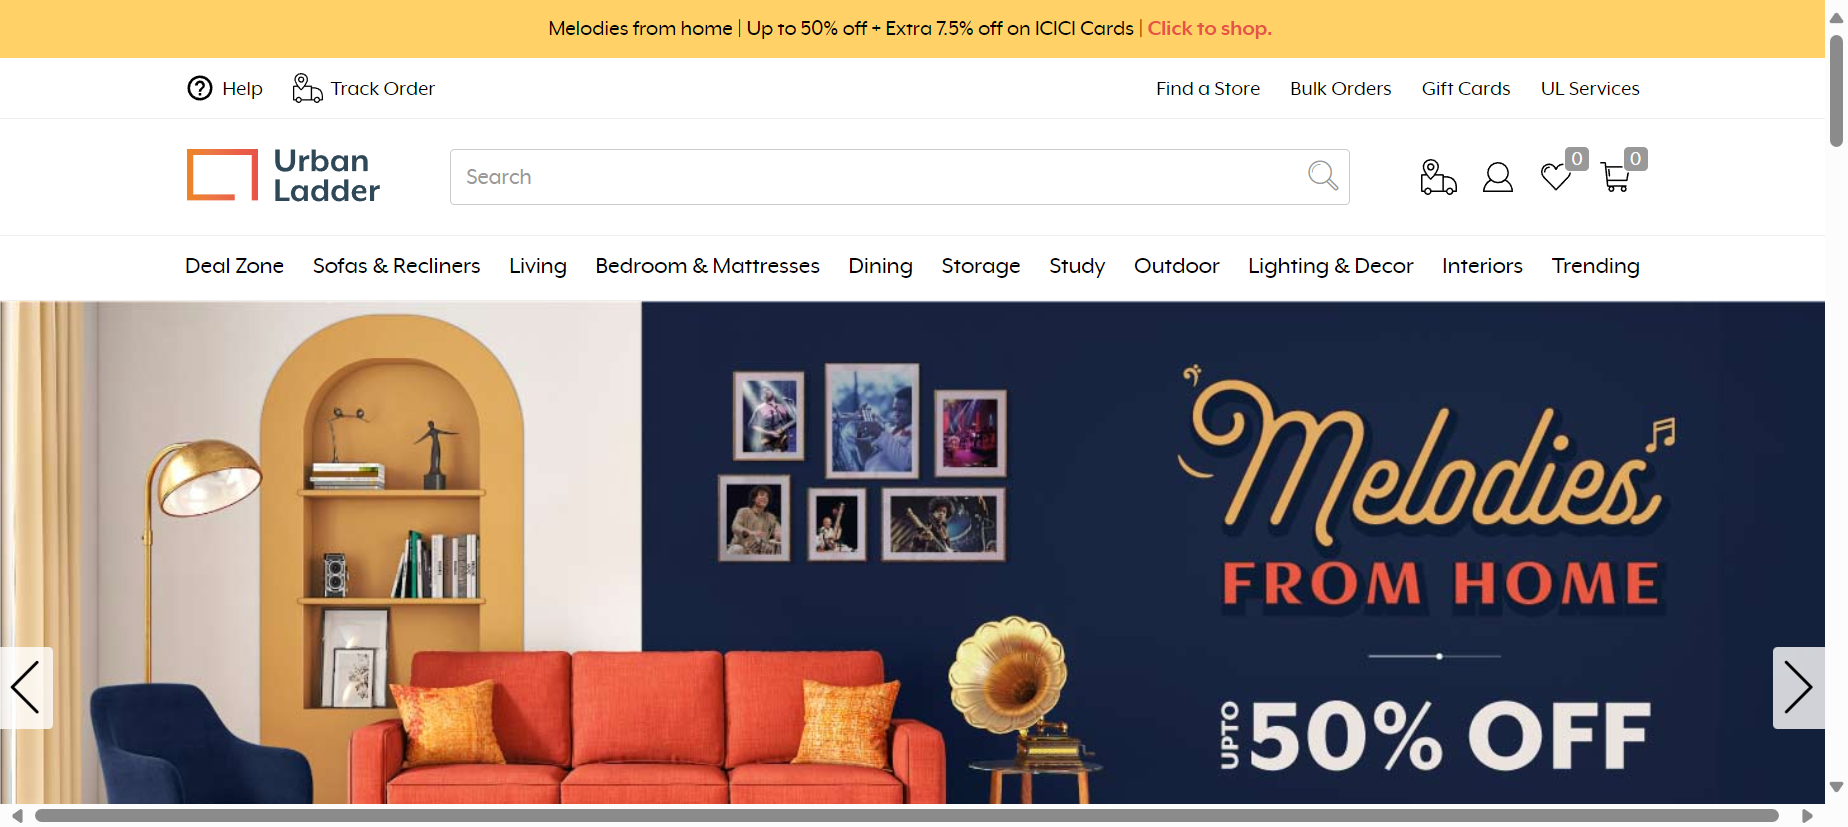 Melodies from home | Up to 50% off + Extra 7.5% off on ICICI Cards | Click to shop.
Help Track Order Find a Store Bulk Orders Gift Cards UL Services
Urban
Ladder
Search
0 0
Deal Zone Sofas & Recliners Living Bedroom & Mattresses Dining Storage Study Outdoor Lighting & Decor Interiors Trending
Melodies
FROM HOME
UPTO 50% OFF